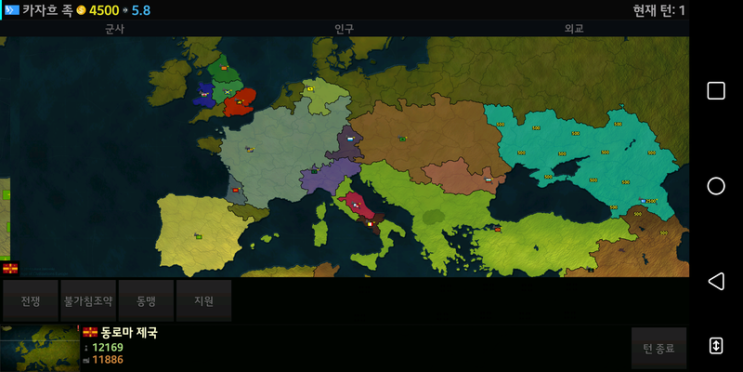 카자흐 족 4500 5.8 현재 턴: 1
군사 인구 외교
전쟁 불가침조약 동맹 지원
동로마 제국
12169
11886
턴 종료